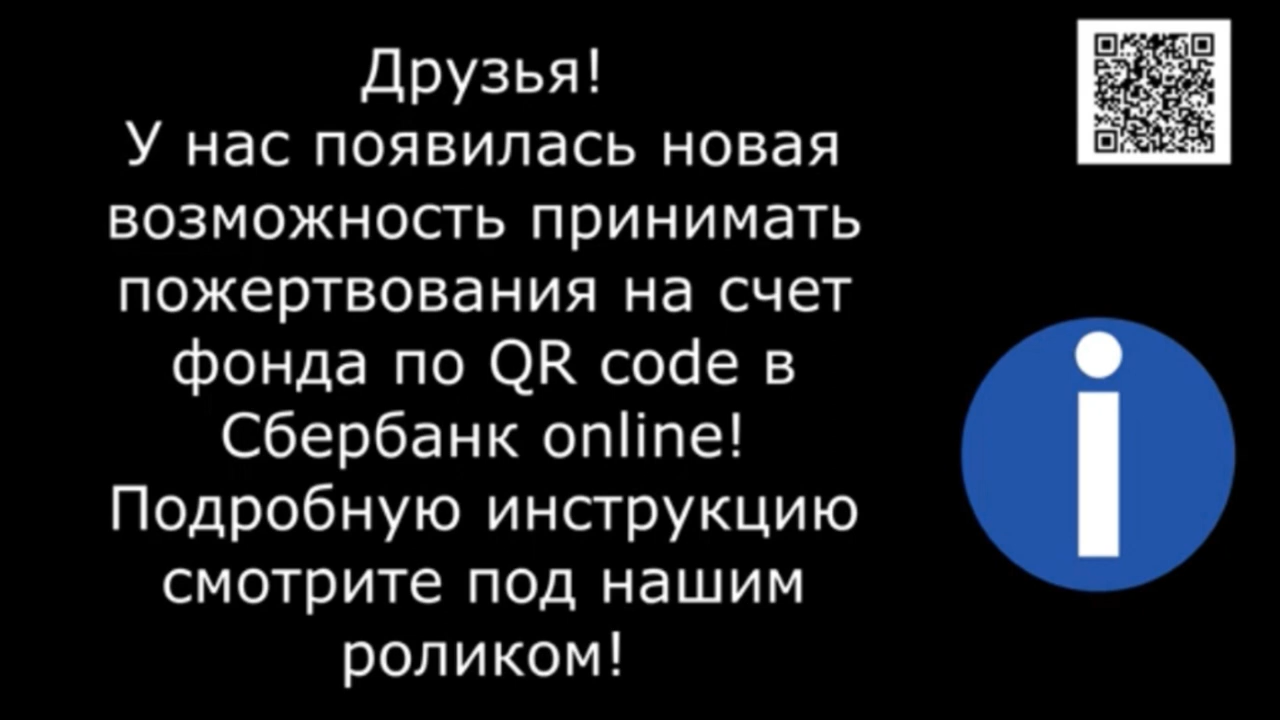 Друзья!
У нас появилась новая
возможность принимать
пожертвования на счет
фонда по QR code в
Сбербанк online!
Подробную инструкцию
смотрите под нашим
роликом!